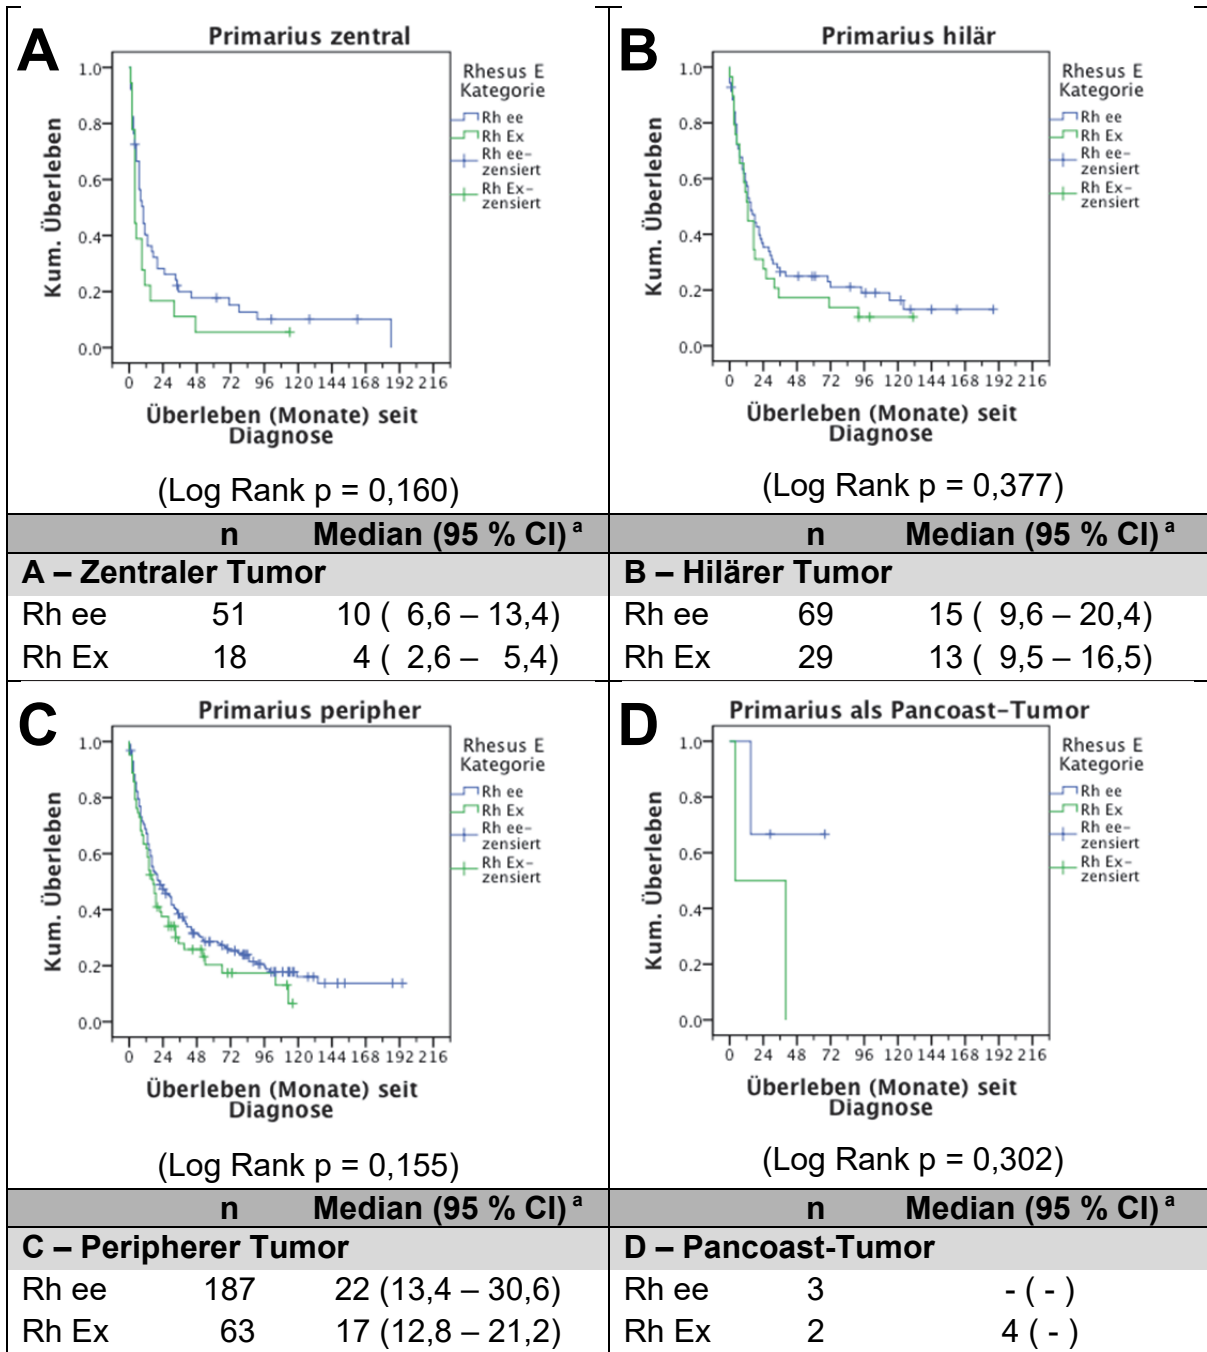 A
Primarius zentral
Kum. Überleben
1.0
0.8
0.6
0.4
0.2
0.0
0 24 48 72 96 120 144 168 192 216
Überleben (Monate) seit
Diagnose
Rhesus E
Kategorie
Rh ee
Rh Ex
Rh ee-
zensiert
Rh Ex-
zensiert
(Log Rank p = 0,160)
n Median (95 % CI) a
A – Zentraler Tumor
Rh ee 51 10 ( 6,6 – 13,4)
Rh Ex 18 4 ( 2,6 – 5,4)
B
Primarius hilär
Kum. Überleben
1.0
0.8
0.6
0.4
0.2
0.0
0 24 48 72 96 120 144 168 192 216
Überleben (Monate) seit
Diagnose
Rhesus E
Kategorie
Rh ee
Rh Ex
Rh ee-
zensiert
Rh Ex-
zensiert
(Log Rank p = 0,377)
n Median (95 % CI) a
B – Hilärer Tumor
Rh ee 69 15 ( 9,6 – 20,4)
Rh Ex 29 13 ( 9,5 – 16,5)
C
Primarius peripher
Kum. Überleben
1.0
0.8
0.6
0.4
0.2
0.0
0 24 48 72 96 120 144 168 192 216
Überleben (Monate) seit
Diagnose
Rhesus E
Kategorie
Rh ee
Rh Ex
Rh ee-
zensiert
Rh Ex-
zensiert
(Log Rank p = 0,155)
n Median (95 % CI) a
C – Peripherer Tumor
Rh ee 187 22 (13,4 – 30,6)
Rh Ex 63 17 (12,8 – 21,2)
D
Primarius als Pancoast-Tumor
Kum. Überleben
1.0
0.8
0.6
0.4
0.2
0.0
0 24 48 72 96 120 144 168 192 216
Überleben (Monate) seit
Diagnose
Rhesus E
Kategorie
Rh ee
Rh Ex
Rh ee-
zensiert
Rh Ex-
zensiert
(Log Rank p = 0,302)
n Median (95 % CI) a
D – Pancoast-Tumor
Rh ee 3 - ( - )
Rh Ex 2 4 ( - )